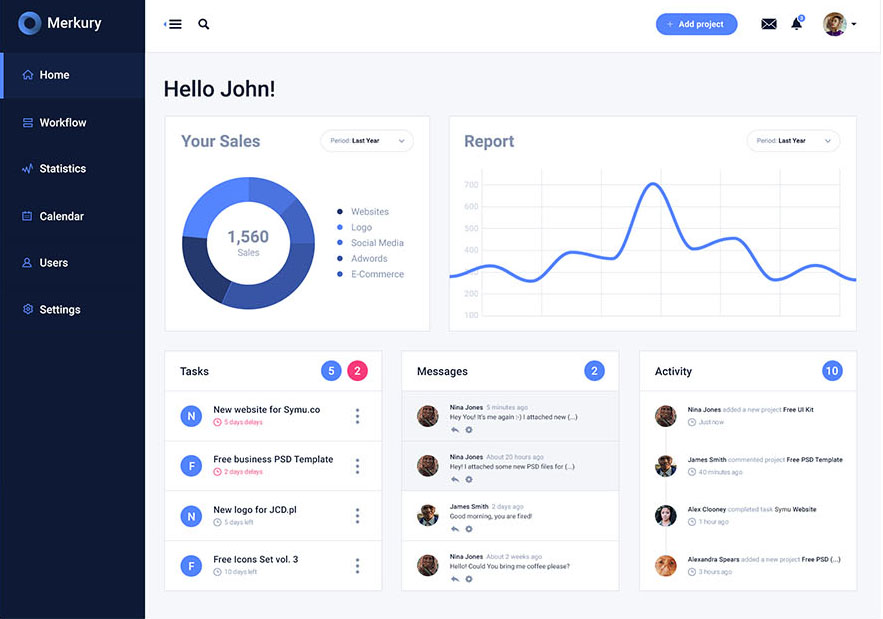 Merkury
+ Add project
3
Home
Workflow
Statistics
Calendar
Users
Settings
Hello John!
Your Sales
Period: Last Year
1,560
Sales
Websites
Logo
Social Media
Adwords
E-Commerce
Report
Period: Last Year
700
600
500
400
200
100
Tasks
5
2
N
New website for Symu.co
5 days delays
F
Free business PSD Template
2 days delays
N
New logo for JCD.pl
5 days left
F
Free Icons Set vol. 3
10 days left
Messages
2
Nina Jones 5 minutes ago
Hey You! It's me again :-) I attached new (...)
Nina Jones About 20 hours ago
Hey! I attached some new PSD files for (...)
James Smith 2 days ago
Good morning, you are fired!
Nina Jones About 2 weeks ago
Hello! Could You bring me coffee please?
Activity
10
Nina Jones added a new project Free UI Kit
Just now
James Smith commented project Free PSD Template
40 minutes ago
Alex Clooney completed task Symu Website
1 hour ago
Alexandra Spears added a new project Free PSD (...)
3 hours ago